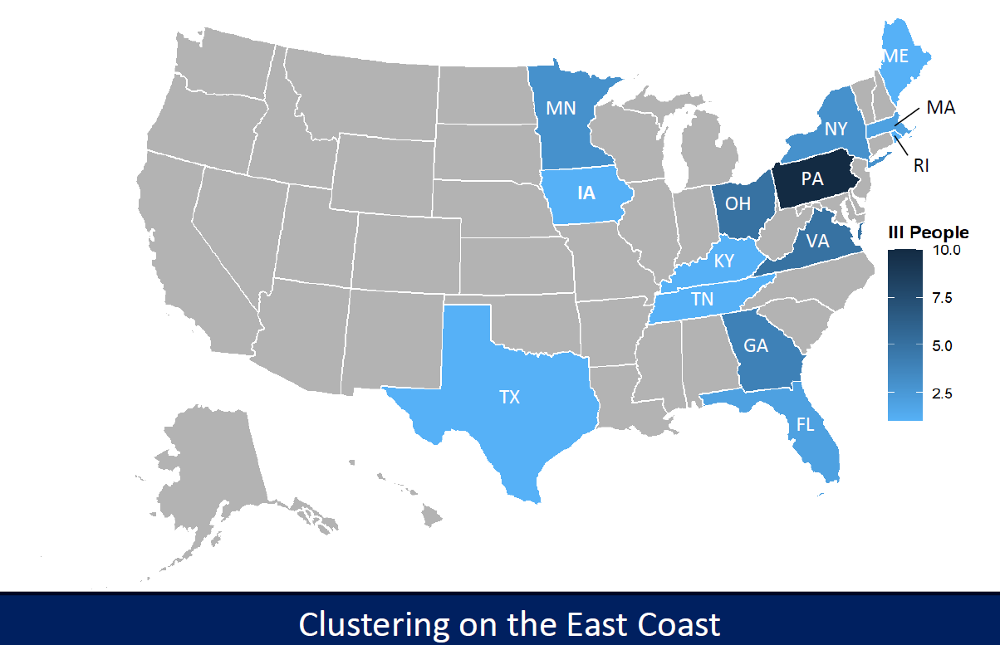 ME
MN
MA
NY
RI
PA
IA
OH
VA
Ill People
10.0
KY
7.5
TN
5.0
GA
TX
2.5
FL
Clustering on the East Coast